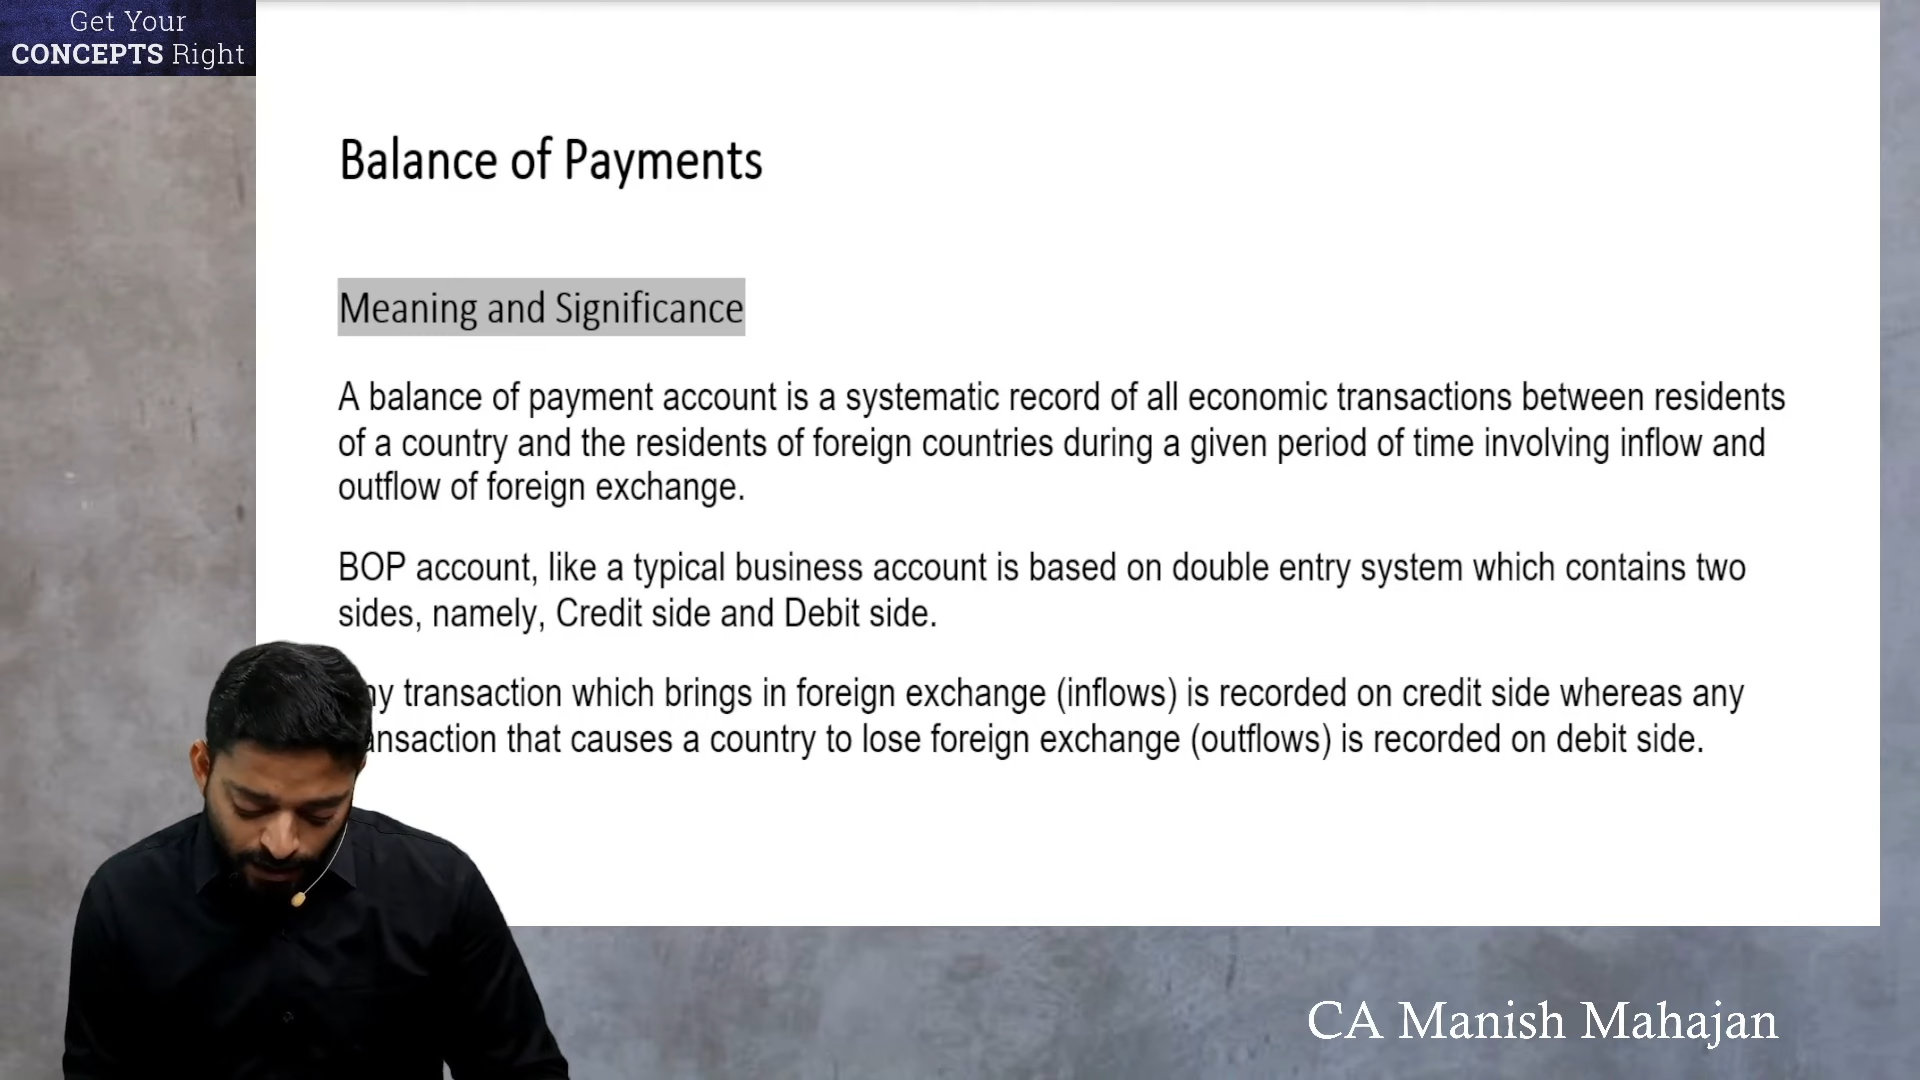 Get Your
CONCEPTS Right
Balance of Payments
Meaning and Significance
A balance of payment account is a systematic record of all economic transactions between residents
of a country and the residents of foreign countries during a given period of time involving inflow and
outflow of foreign exchange.
BOP account, like a typical business account is based on double entry system which contains two
sides, namely, Credit side and Debit side.
transaction which brings in foreign exchange (inflows) is recorded on credit side whereas any
that causes a country to lose foreign exchange (outflows) is recorded on debit side.
CA Manish Mahajan